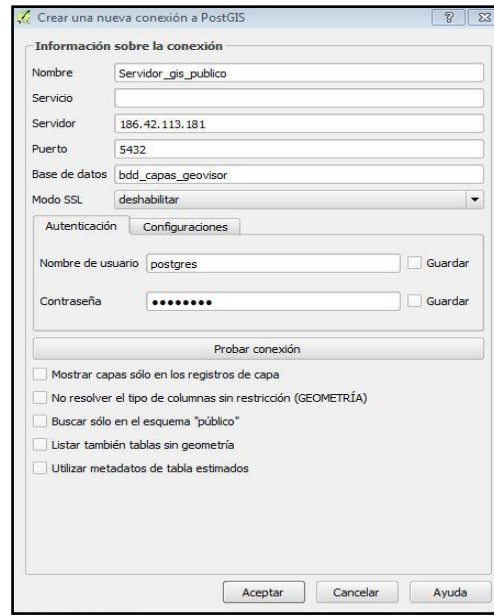 Crear una nueva conexión a PostGIS
Información sobre la conexión
Nombre Servidor_gis_publico
Servicio
Servidor 186.42.113.181
Puerto 5432
Base de datos bdd_capas_geovisor
Modo SSL deshabilitar
Autenticación Configuraciones
Nombre de usuario postgres Guardar
Contraseña ●●●●●●●● Guardar
Probar conexión
Mostrar capas sólo en los registros de capa
No resolver el tipo de columnas sin restricción (GEOMETRÍA)
Buscar sólo en el esquema "público"
Listar también tablas sin geometría
Utilizar metadatos de tabla estimados
Aceptar Cancelar Ayuda